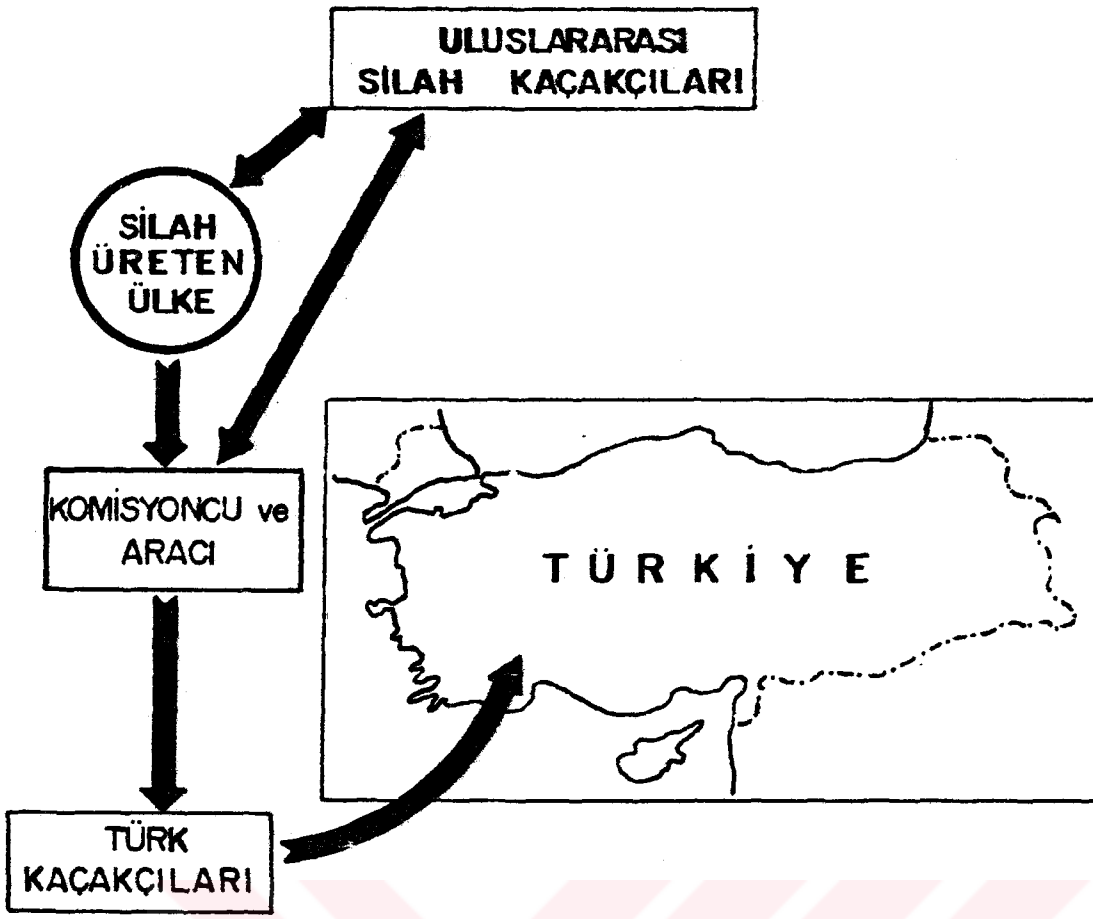 ULUSLARARASI
SİLAH KAÇAKÇILARI
SİLAH
ÜRETEN
ÜLKE
KOMİSYONCU ve
ARACI
TÜRKİYE
TÜRK
KAÇAKÇILARI